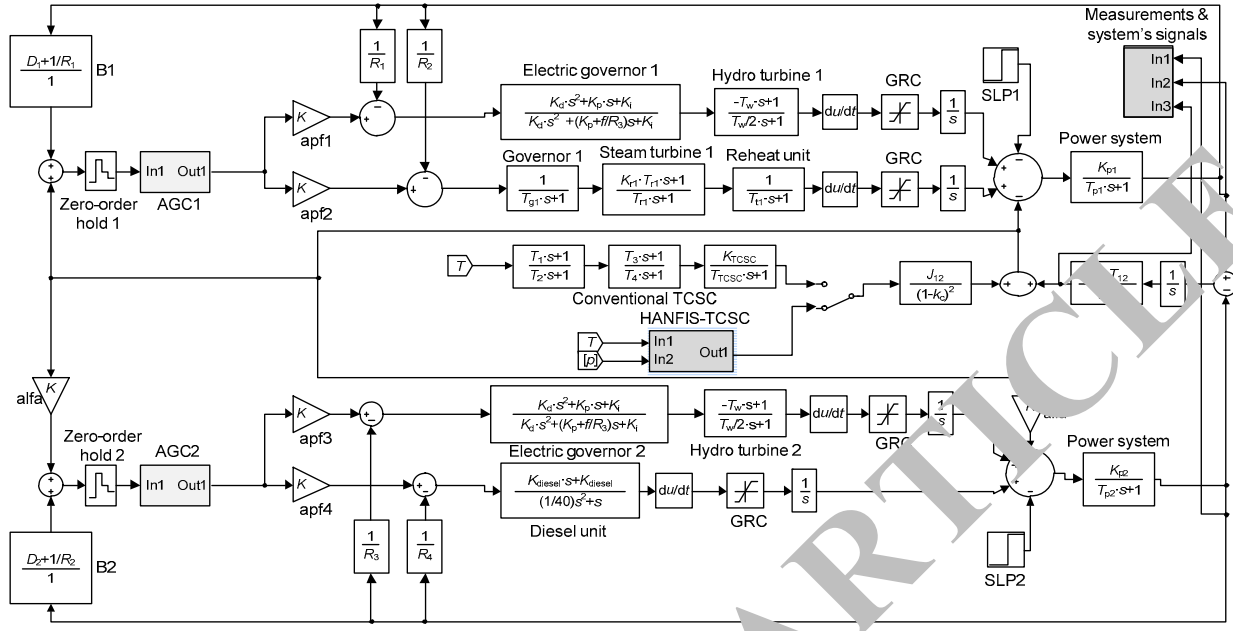 Measurements &
system's signals
In1
In2
In3
D1+1/R1
1
B1
1
R1
1
R2
Electric governor 1
Kd·s²+Kp·s+Ki
Kd·s² +(Kp+f/R3)s+Ki
Hydro turbine 1
-Tw·s+1
Tw/2·s+1
du/dt
GRC
1
s
SLP1
Power system
Kp1
Tp1·s+1
K
apf1
Zero-order
hold 1
In1 Out1
AGC1
K
apf2
Governor 1
1
Tg1·s+1
Steam turbine 1
Kr1·Tr1·s+1
Tr1·s+1
Reheat unit
1
Tt1·s+1
du/dt
GRC
1
s
T
T1·s+1
T2·s+1
T3·s+1
T4·s+1
KTCSC
TTCSC·s+1
Conventional TCSC
J12
(1-kc)²
T12
1
s
HANFIS-TCSC
T
[p]
In1
In2
Out1
K
alfa
Zero-order
hold 2
In1 Out1
AGC2
K
apf3
K
apf4
Kd·s²+Kp·s+Ki
Kd·s²+(Kp+f/R3)s+Ki
Electric governor 2
-Tw·s+1
Tw/2·s+1
Hydro turbine 2
du/dt
GRC
1
s
Power system
Kp2
Tp2·s+1
Kdiesel·s+Kdiesel
(1/40)s²+s
Diesel unit
du/dt
GRC
1
s
SLP2
1
R3
1
R4
D2+1/R2
1
B2
ARTICLE